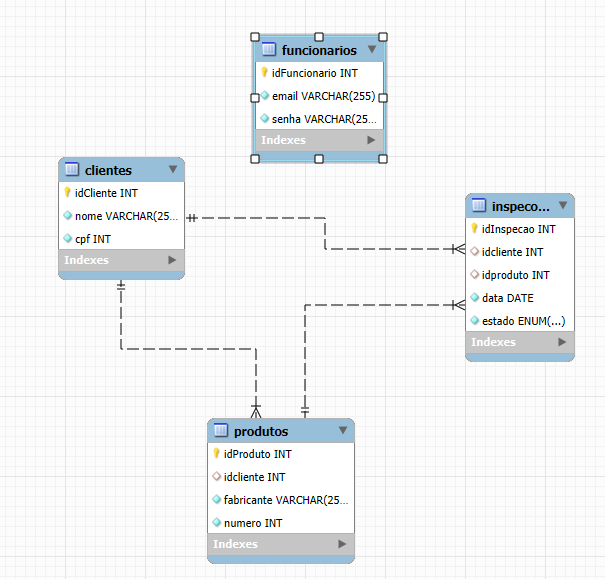 funcionarios
idFuncionario INT
email VARCHAR(255)
senha VARCHAR(25...
Indexes
clientes
idCliente INT
nome VARCHAR(25...
cpf INT
Indexes
inspeco...
idInspecao INT
idcliente INT
idproduto INT
data DATE
estado ENUM(...)
Indexes
produtos
idProduto INT
idcliente INT
fabricante VARCHAR(25...
numero INT
Indexes